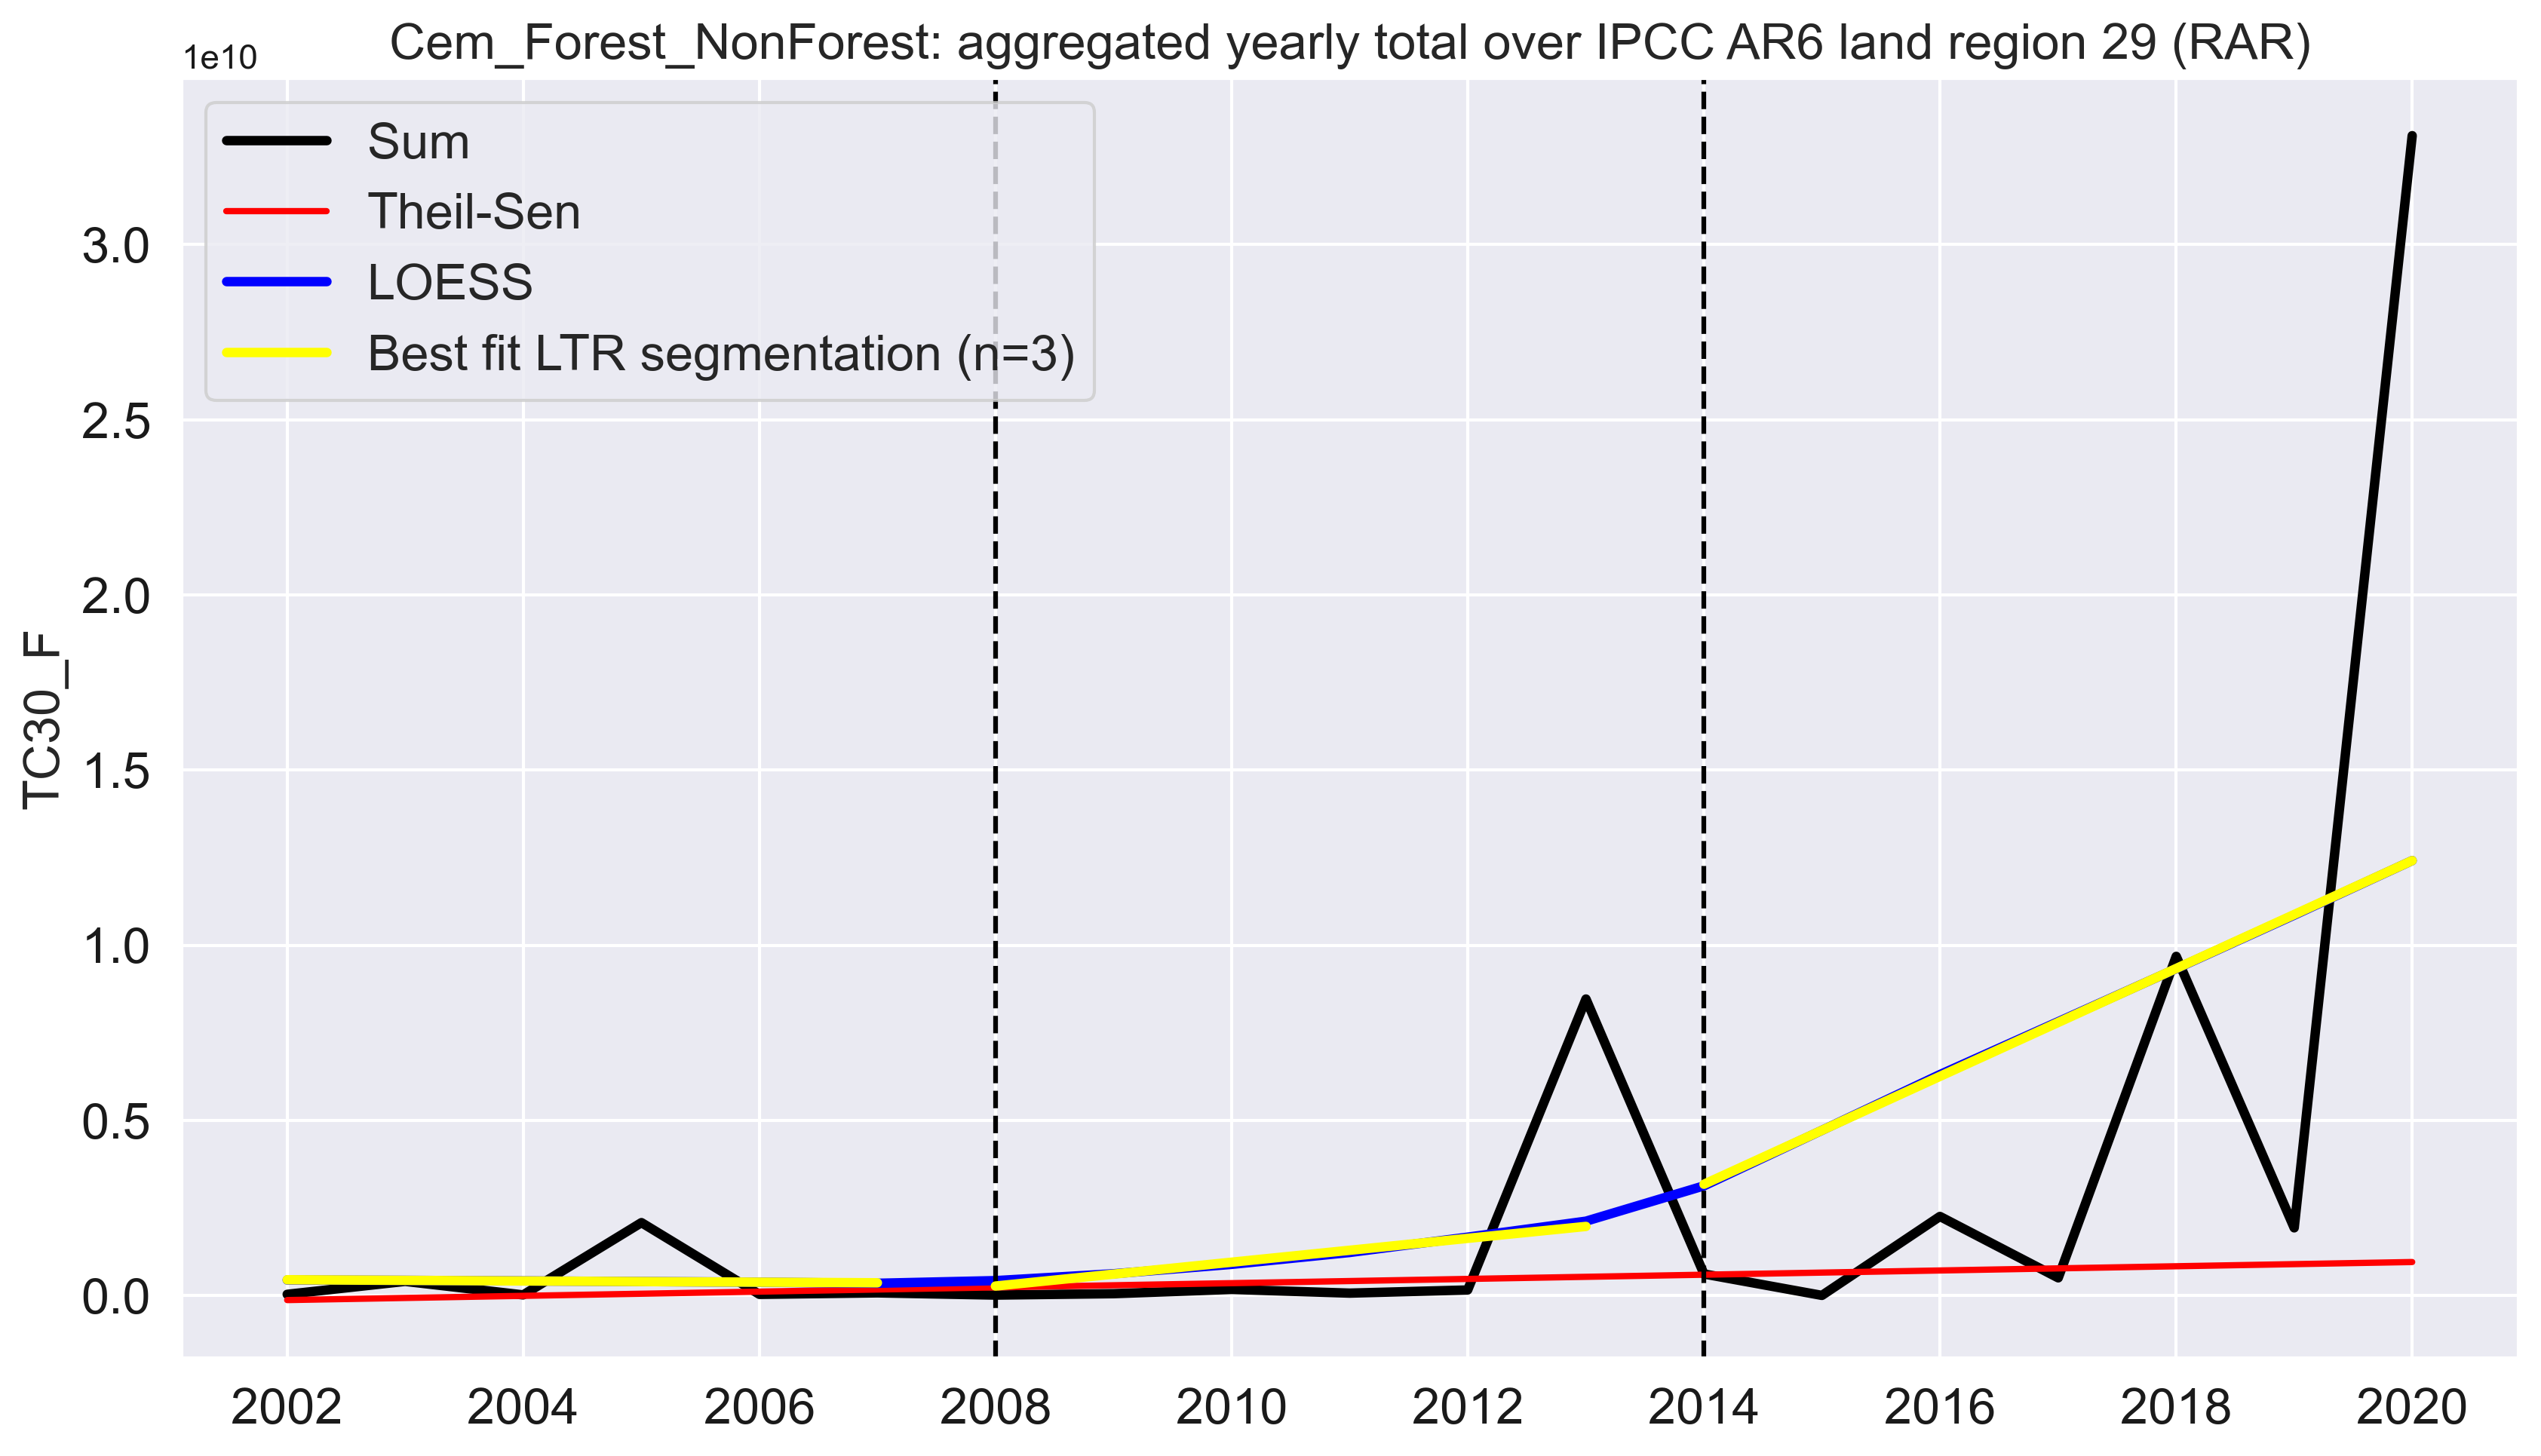 Cem_Forest_NonForest: aggregated yearly total over IPCC AR6 land region 29 (RAR)
1e10
Sum
Theil-Sen
LOESS
Best fit LTR segmentation (n=3)
3.0
2.5
2.0
1.5
1.0
0.5
0.0
TC30_F
2002 2004 2006 2008 2010 2012 2014 2016 2018 2020